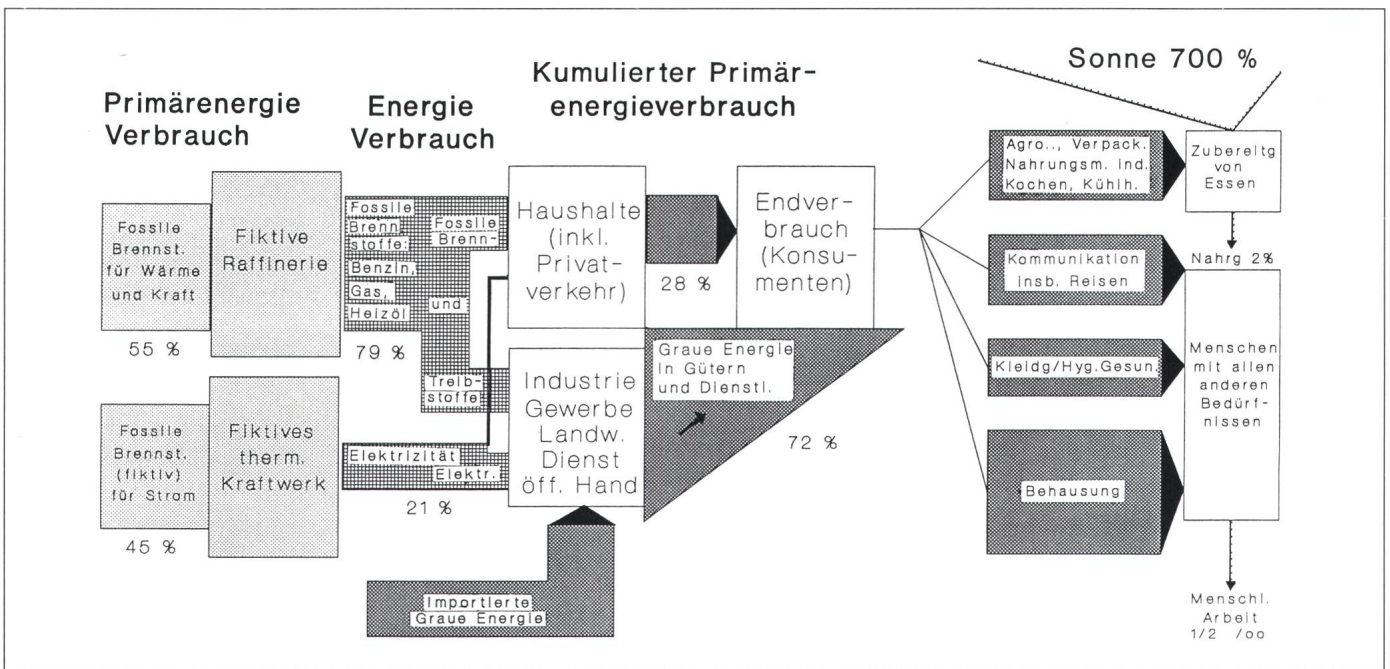 Primärenergie
Verbrauch
Energie
Verbrauch
Kumulierter Primär-
energieverbrauch
Sonne 700 %
Fossile
Brennst.
für Wärme
und Kraft
55 %
Fiktive
Raffinerie
Fossile
Brenn
stoffe:
Benzin,
Gas,
Heizöl
79 %
Fossile
Brenn-
und
Treib-
stoffe
Haushalte
(inkl.
Privat-
verkehr)
28 %
Endver-
brauch
(Konsu-
menten)
Fossile
Brennst.
(fiktiv)
für Strom
45 %
Fiktives
therm.
Kraftwerk
Elektrizität
Elektr.
21 %
Industrie
Gewerbe
Landw.
Dienst
öff. Hand
Graue Energie
in Gütern
und Dienstl.
72 %
Importierte
Graue Energie
Agro.., Verpack.
Nahrungsm. Ind.
Kochen, Kühlh.
Zubereitg
von
Essen
Nahrg 2%
Kommunikation
insb. Reisen
Kleidg/Hyg.Gesun.
Behausung
Menschen
mit allen
anderen
Bedürf-
nissen
Menschl.
Arbeit
1/2 /oo